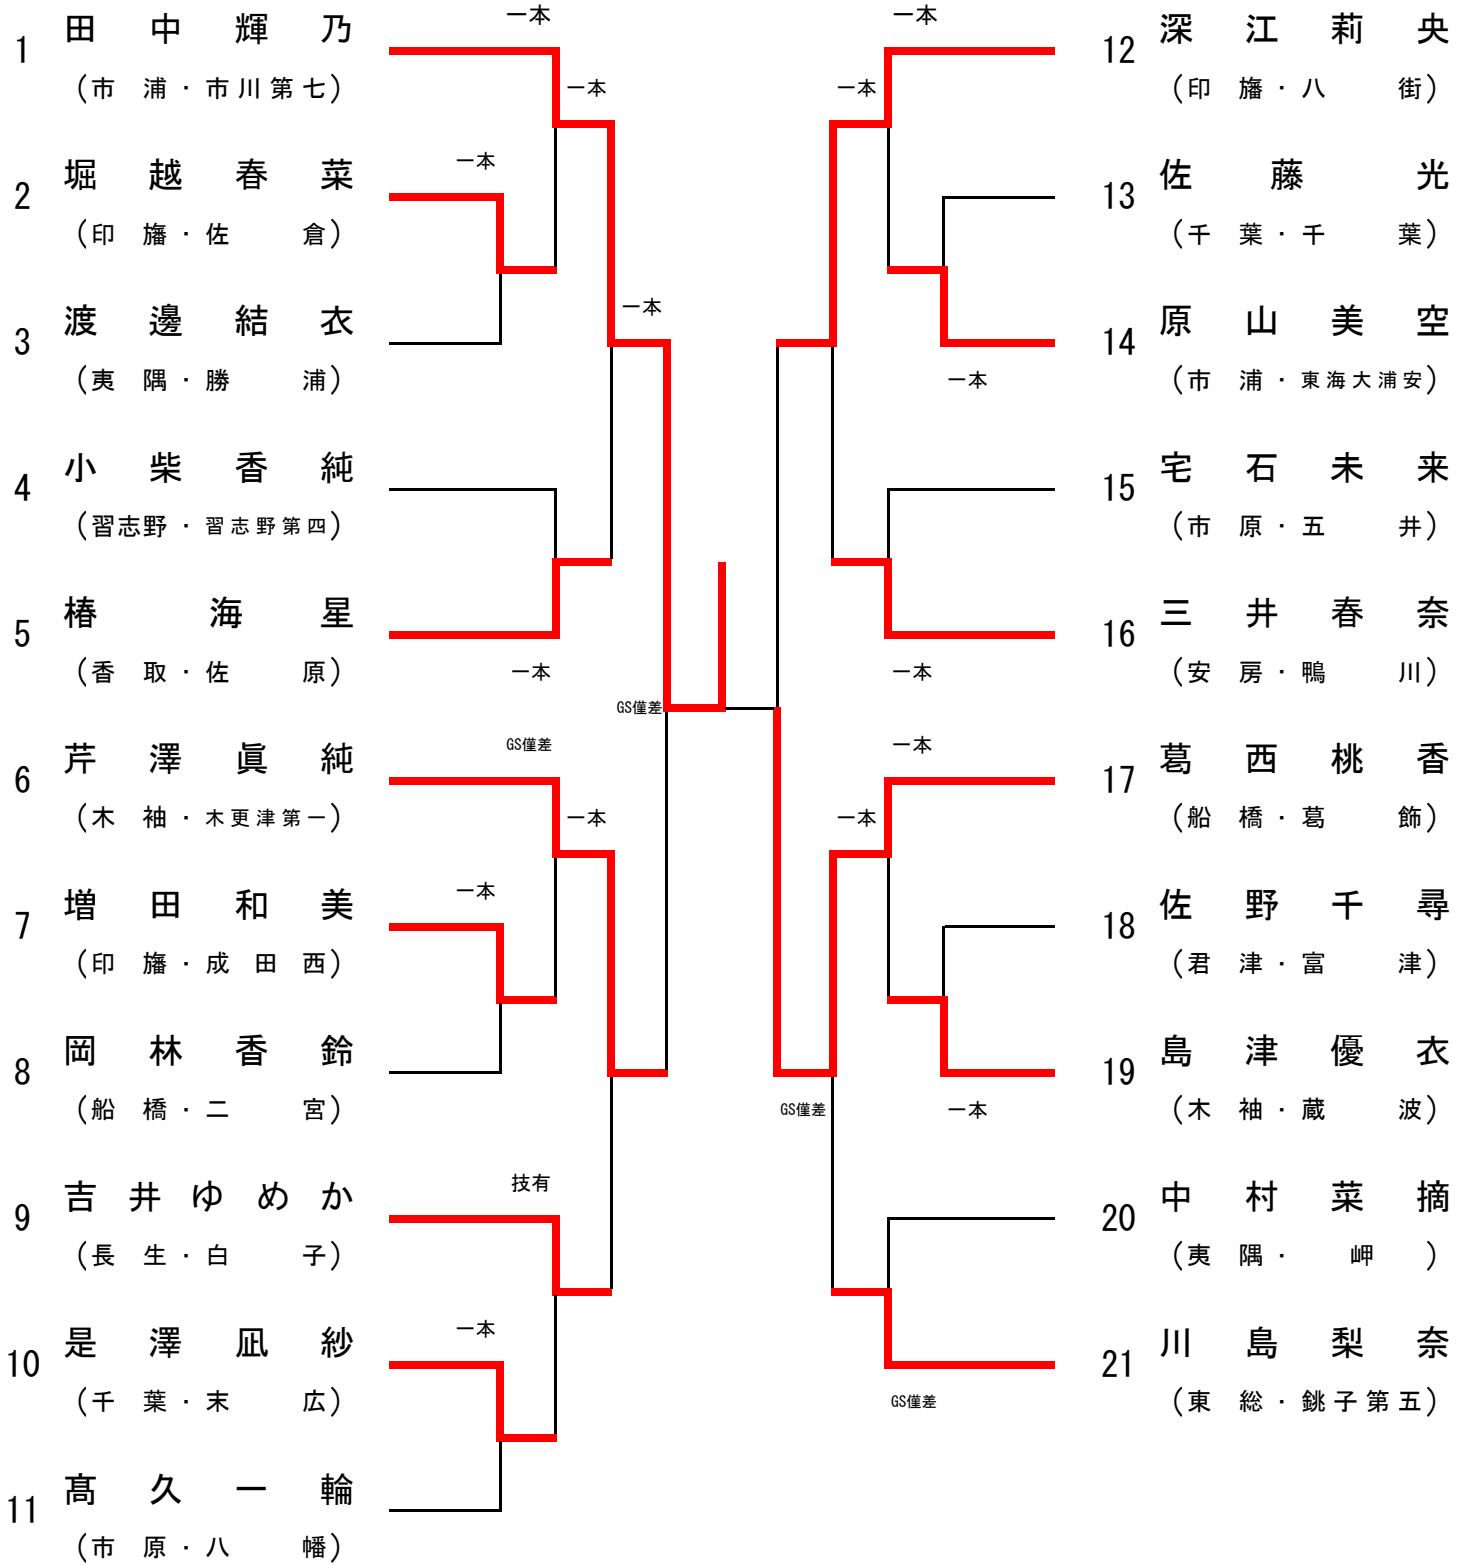 1 田中輝乃
(市浦・市川第七)
一本
一本
2 堀越春菜
(印旛・佐倉)
一本
3 渡邊結衣
(夷隅・勝浦)
一本
4 小柴香純
(習志野・習志野第四)
5 椿海星
(香取・佐原)
一本
GS僅差
6 芹澤眞純
(木袖・木更津第一)
GS僅差
一本
7 増田和美
(印旛・成田西)
一本
8 岡林香鈴
(船橋・二宮)
9 吉井ゆめか
(長生・白子)
技有
10 是澤凪紗
(千葉・末広)
一本
11 髙久一輪
(市原・八幡)
一本
12 深江莉央
一本
(印旛・八街)
13 佐藤光
(千葉・千葉)
14 原山美空
一本
(市浦・東海大浦安)
15 宅石未来
(市原・五井)
16 三井春奈
一本
(安房・鴨川)
一本
17 葛西桃香
一本
(船橋・葛飾)
18 佐野千尋
(君津・富津)
19 島津優衣
GS僅差
一本
(木袖・蔵波)
20 中村菜摘
(夷隅・岬)
21 川島梨奈
GS僅差
(東総・銚子第五)